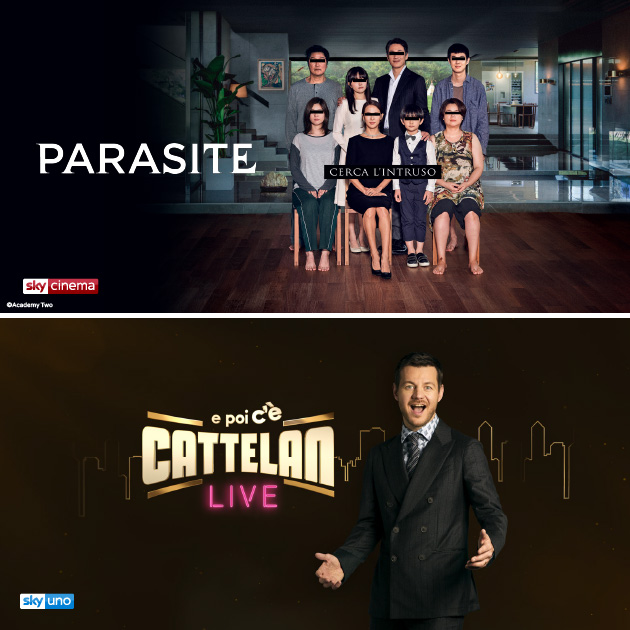 PARASITE
CERCA L'INTRUSO
sky cinema
©Academy Two
e poi c'è
CATTELAN
LIVE
sky uno